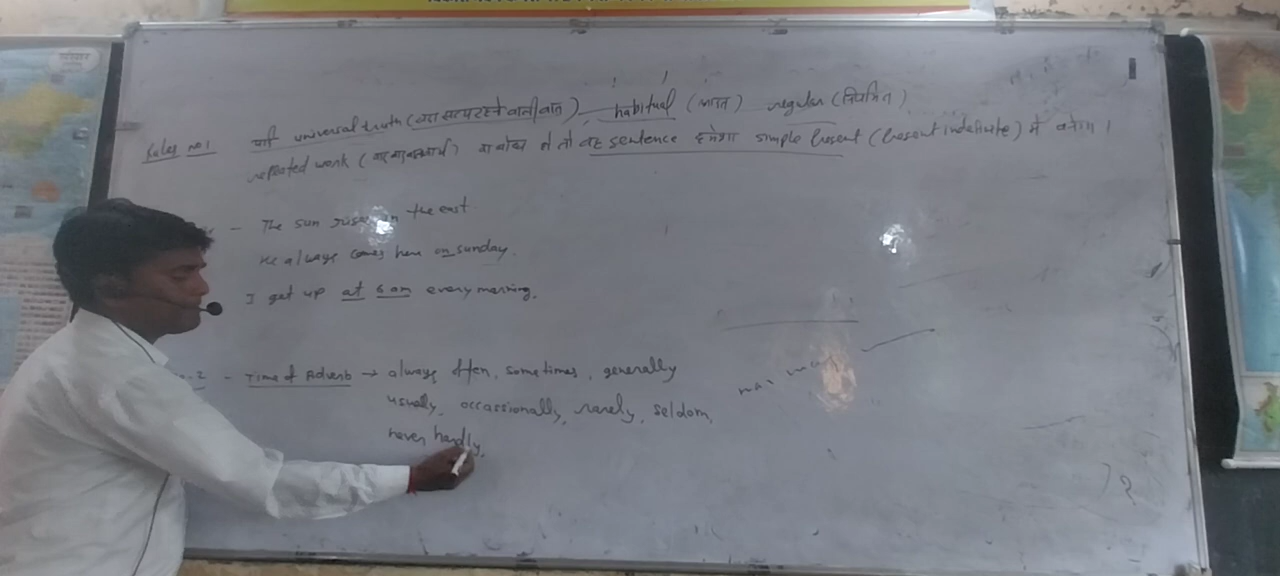 Rules no 1 यदि universal truth (सदा सत्य रहने वाली बात) habitual (आदत) regular (नियमित)
repeated work (बार बार कार्य) का बोध हो तो वह sentence हमेशा simple Present (Present indefinite) में बनेगा।
- The sun rises in the east.
He always comes here on sunday.
I get up at 6 am every morning.
2 - Time of Adverb → always often, sometimes, generally
usually, occassionally, rarely, seldom,
never, hardly,